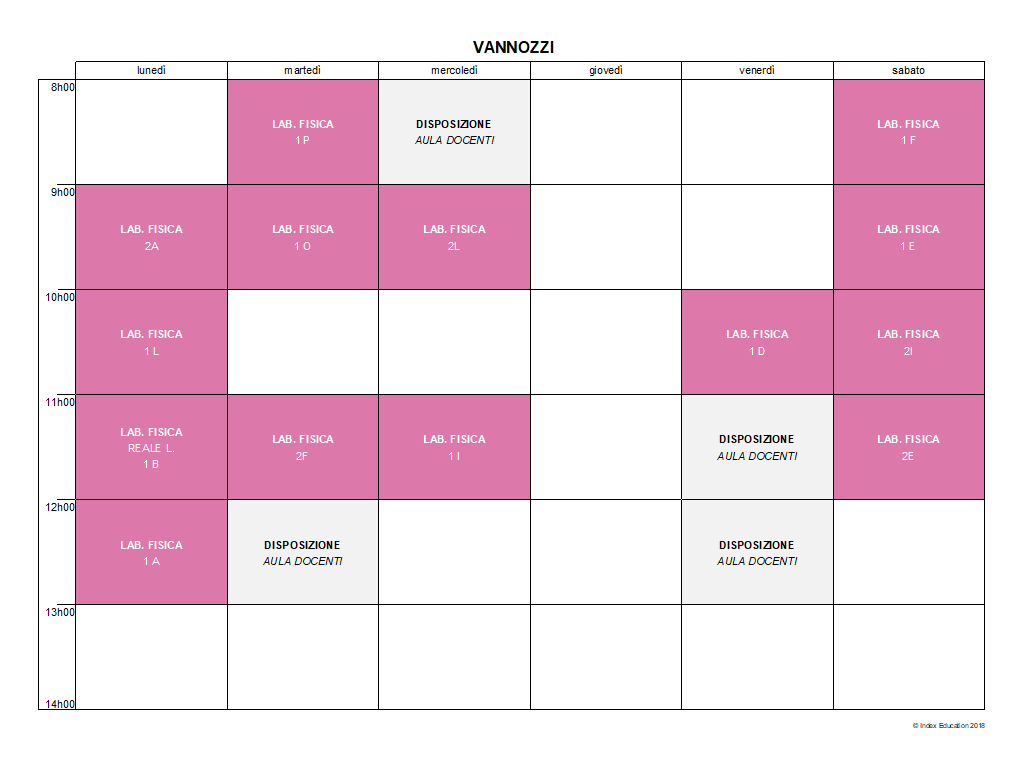 VANNOZZI
lunedì martedì mercoledì giovedì venerdì sabato
8h00
LAB. FISICA
1 P
DISPOSIZIONE
AULA DOCENTI
LAB. FISICA
1 F
9h00
LAB. FISICA
2A
LAB. FISICA
1 O
LAB. FISICA
2L
LAB. FISICA
1 E
10h00
LAB. FISICA
1 L
LAB. FISICA
1 D
LAB. FISICA
2I
11h00
LAB. FISICA
REALE L.
1 B
LAB. FISICA
2F
LAB. FISICA
1 I
DISPOSIZIONE
AULA DOCENTI
LAB. FISICA
2E
12h00
LAB. FISICA
1 A
DISPOSIZIONE
AULA DOCENTI
DISPOSIZIONE
AULA DOCENTI
13h00
14h00
© Index Education 2018